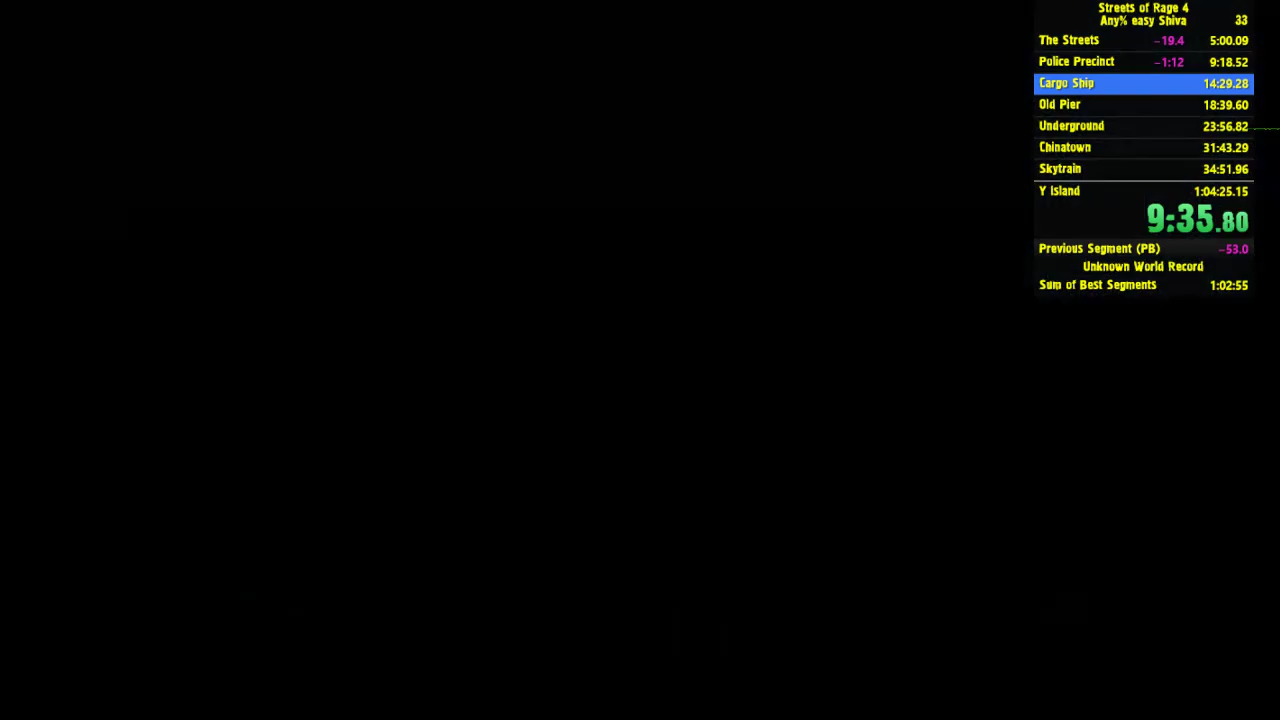 Streets of Rage 4
Any% easy Shiva 33
The Streets -19.4 5:00.09
Police Precinct -1:12 9:18.52
Cargo Ship 14:29.28
Old Pier 18:39.60
Underground 23:56.82
Chinatown 31:43.29
Skytrain 34:51.96
Y Island 1:04:25.15
9:35.80
Previous Segment (PB) -53.0
Unknown World Record
Sum of Best Segments 1:02:55